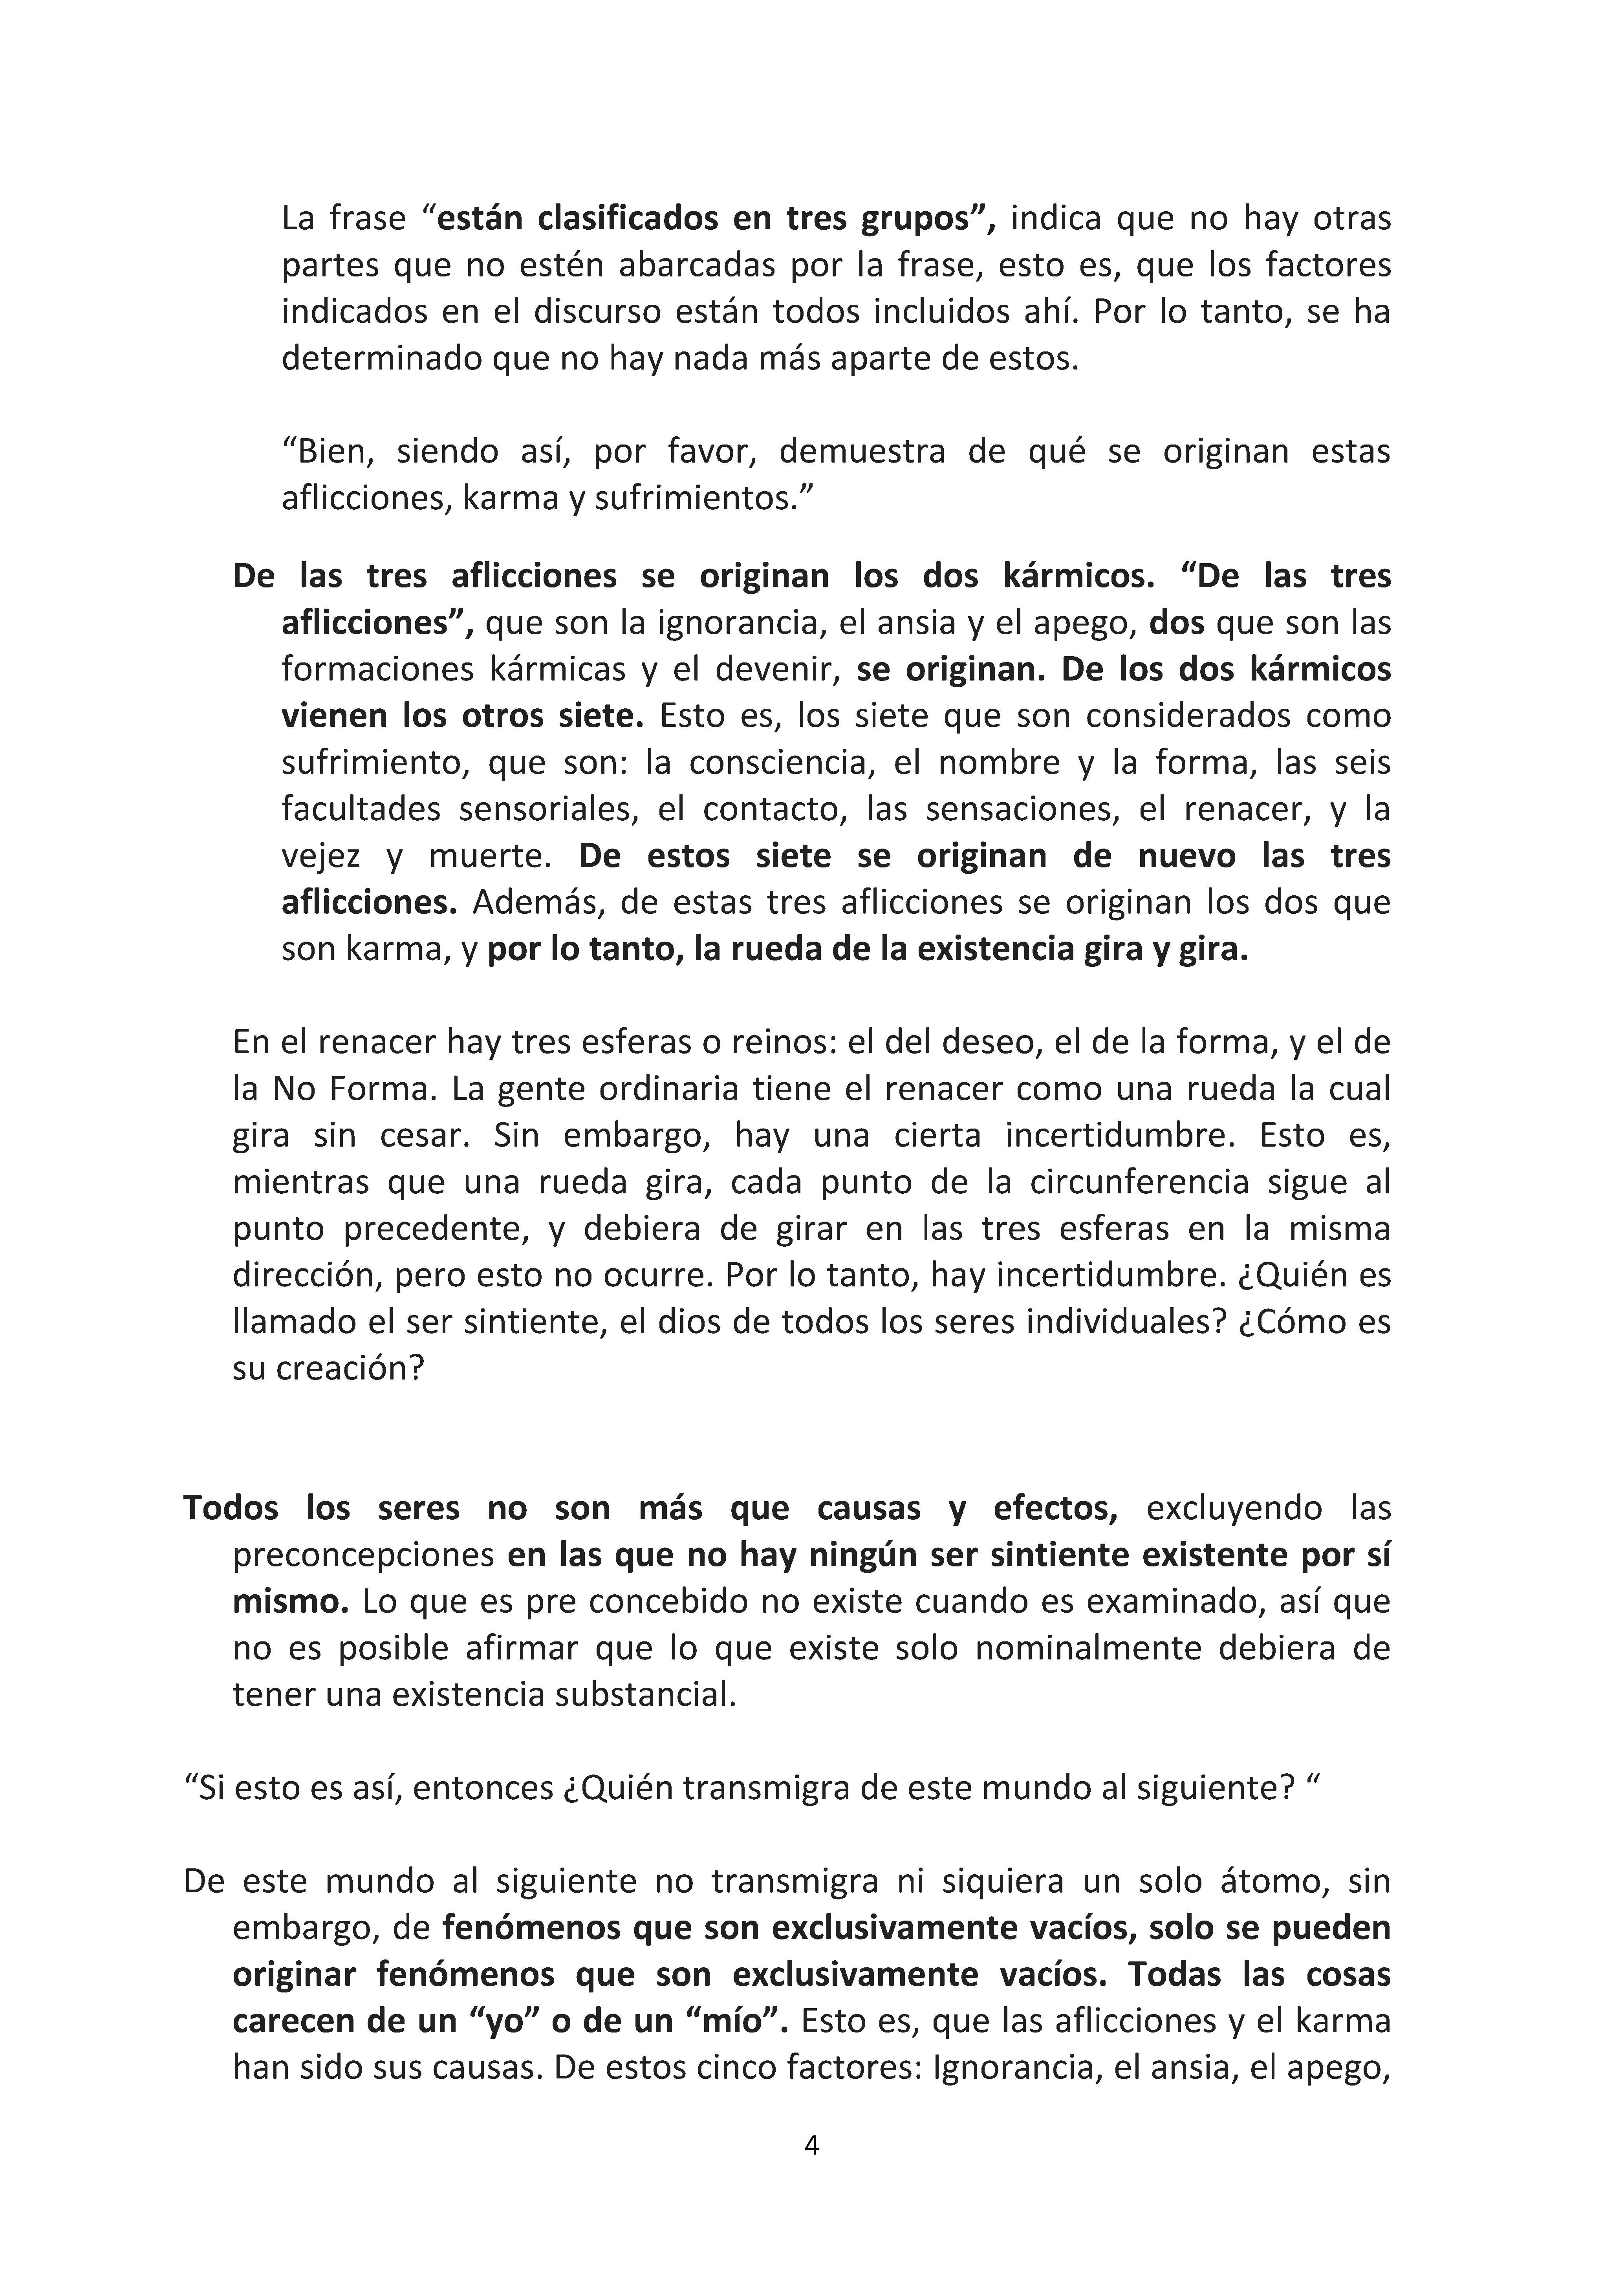 La frase “están clasificados en tres grupos”, indica que no hay otras
partes que no estén abarcadas por la frase, esto es, que los factores
indicados en el discurso están todos incluidos ahí. Por lo tanto, se ha
determinado que no hay nada más aparte de estos.
“Bien, siendo así, por favor, demuestra de qué se originan estas
aflicciones, karma y sufrimientos.”
De las tres aflicciones se originan los dos kármicos. “De las tres
aflicciones”, que son la ignorancia, el ansia y el apego, dos que son las
formaciones kármicas y el devenir, se originan. De los dos kármicos
vienen los otros siete. Esto es, los siete que son considerados como
sufrimiento, que son: la consciencia, el nombre y la forma, las seis
facultades sensoriales, el contacto, las sensaciones, el renacer, y la
vejez y muerte. De estos siete se originan de nuevo las tres
aflicciones. Además, de estas tres aflicciones se originan los dos que
son karma, y por lo tanto, la rueda de la existencia gira y gira.
En el renacer hay tres esferas o reinos: el del deseo, el de la forma, y el de
la No Forma. La gente ordinaria tiene el renacer como una rueda la cual
gira sin cesar. Sin embargo, hay una cierta incertidumbre. Esto es,
mientras que una rueda gira, cada punto de la circunferencia sigue al
punto precedente, y debiera de girar en las tres esferas en la misma
dirección, pero esto no ocurre. Por lo tanto, hay incertidumbre. ¿Quién es
llamado el ser sintiente, el dios de todos los seres individuales? ¿Cómo es
su creación?
Todos los seres no son más que causas y efectos, excluyendo las
preconcepciones en las que no hay ningún ser sintiente existente por sí
mismo. Lo que es pre concebido no existe cuando es examinado, así que
no es posible afirmar que lo que existe solo nominalmente debiera de
tener una existencia substancial.
“Si esto es así, entonces ¿Quién transmigra de este mundo al siguiente? “
De este mundo al siguiente no transmigra ni siquiera un solo átomo, sin
embargo, de fenómenos que son exclusivamente vacíos, solo se pueden
originar fenómenos que son exclusivamente vacíos. Todas las cosas
carecen de un “yo” o de un “mío”. Esto es, que las aflicciones y el karma
han sido sus causas. De estos cinco factores: Ignorancia, el ansia, el apego,
4